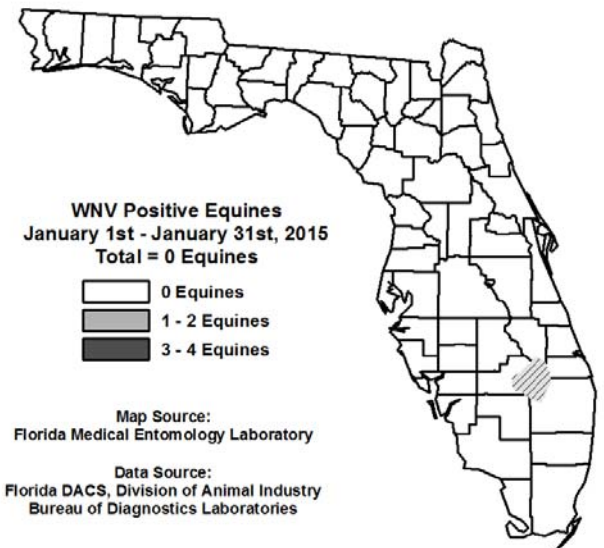 WNV Positive Equines
January 1st - January 31st, 2015
Total = 0 Equines
0 Equines
1 - 2 Equines
3 - 4 Equines
Map Source:
Florida Medical Entomology Laboratory
Data Source:
Florida DACS, Division of Animal Industry
Bureau of Diagnostics Laboratories